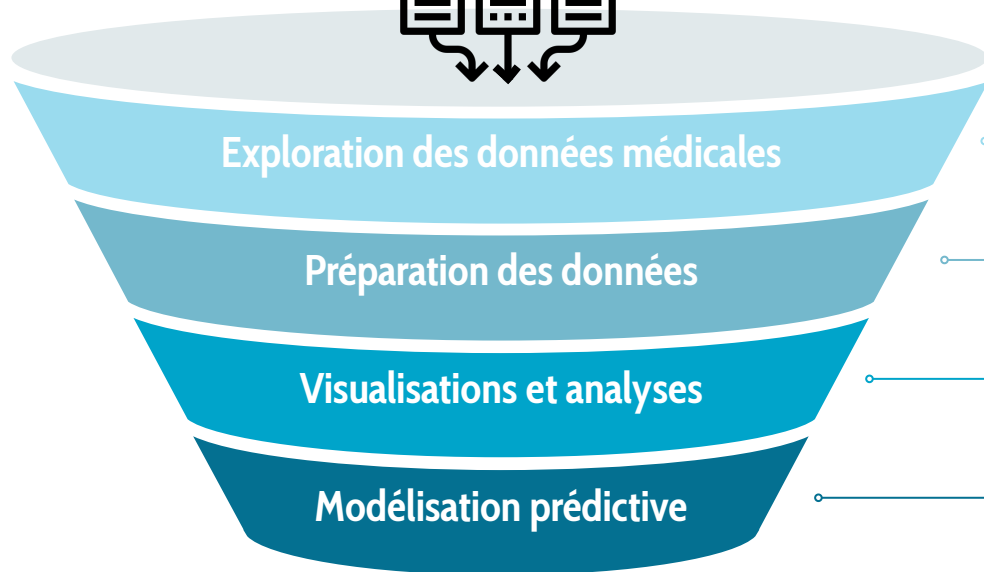 Exploration des données médicales
Préparation des données
Visualisations et analyses
Modélisation prédictive